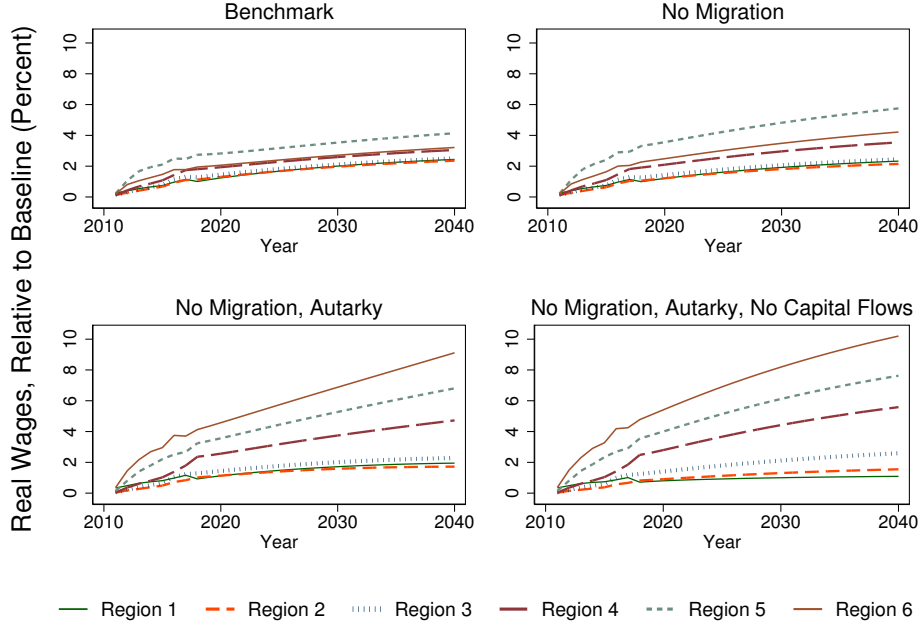 Benchmark
No Migration
Real Wages, Relative to Baseline (Percent)
0 2 4 6 8 10
2010 2020 2030 2040
Year
0 2 4 6 8 10
2010 2020 2030 2040
Year
No Migration, Autarky
No Migration, Autarky, No Capital Flows
0 2 4 6 8 10
2010 2020 2030 2040
Year
0 2 4 6 8 10
2010 2020 2030 2040
Year
Region 1 Region 2 Region 3 Region 4 Region 5 Region 6